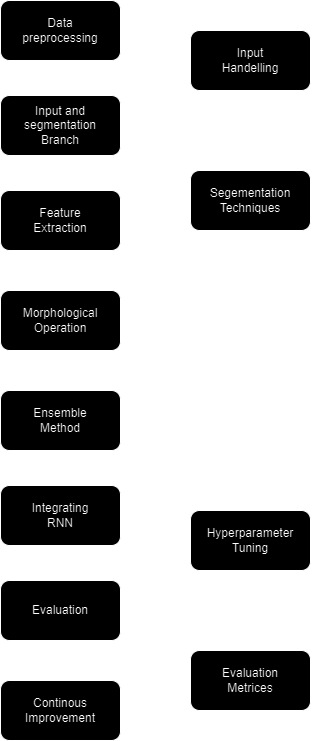 Data
preprocessing
Input
Handelling
Input and
segmentation
Branch
Segementation
Techniques
Feature
Extraction
Morphological
Operation
Ensemble
Method
Integrating
RNN
Hyperparameter
Tuning
Evaluation
Evaluation
Metrices
Continous
Improvement